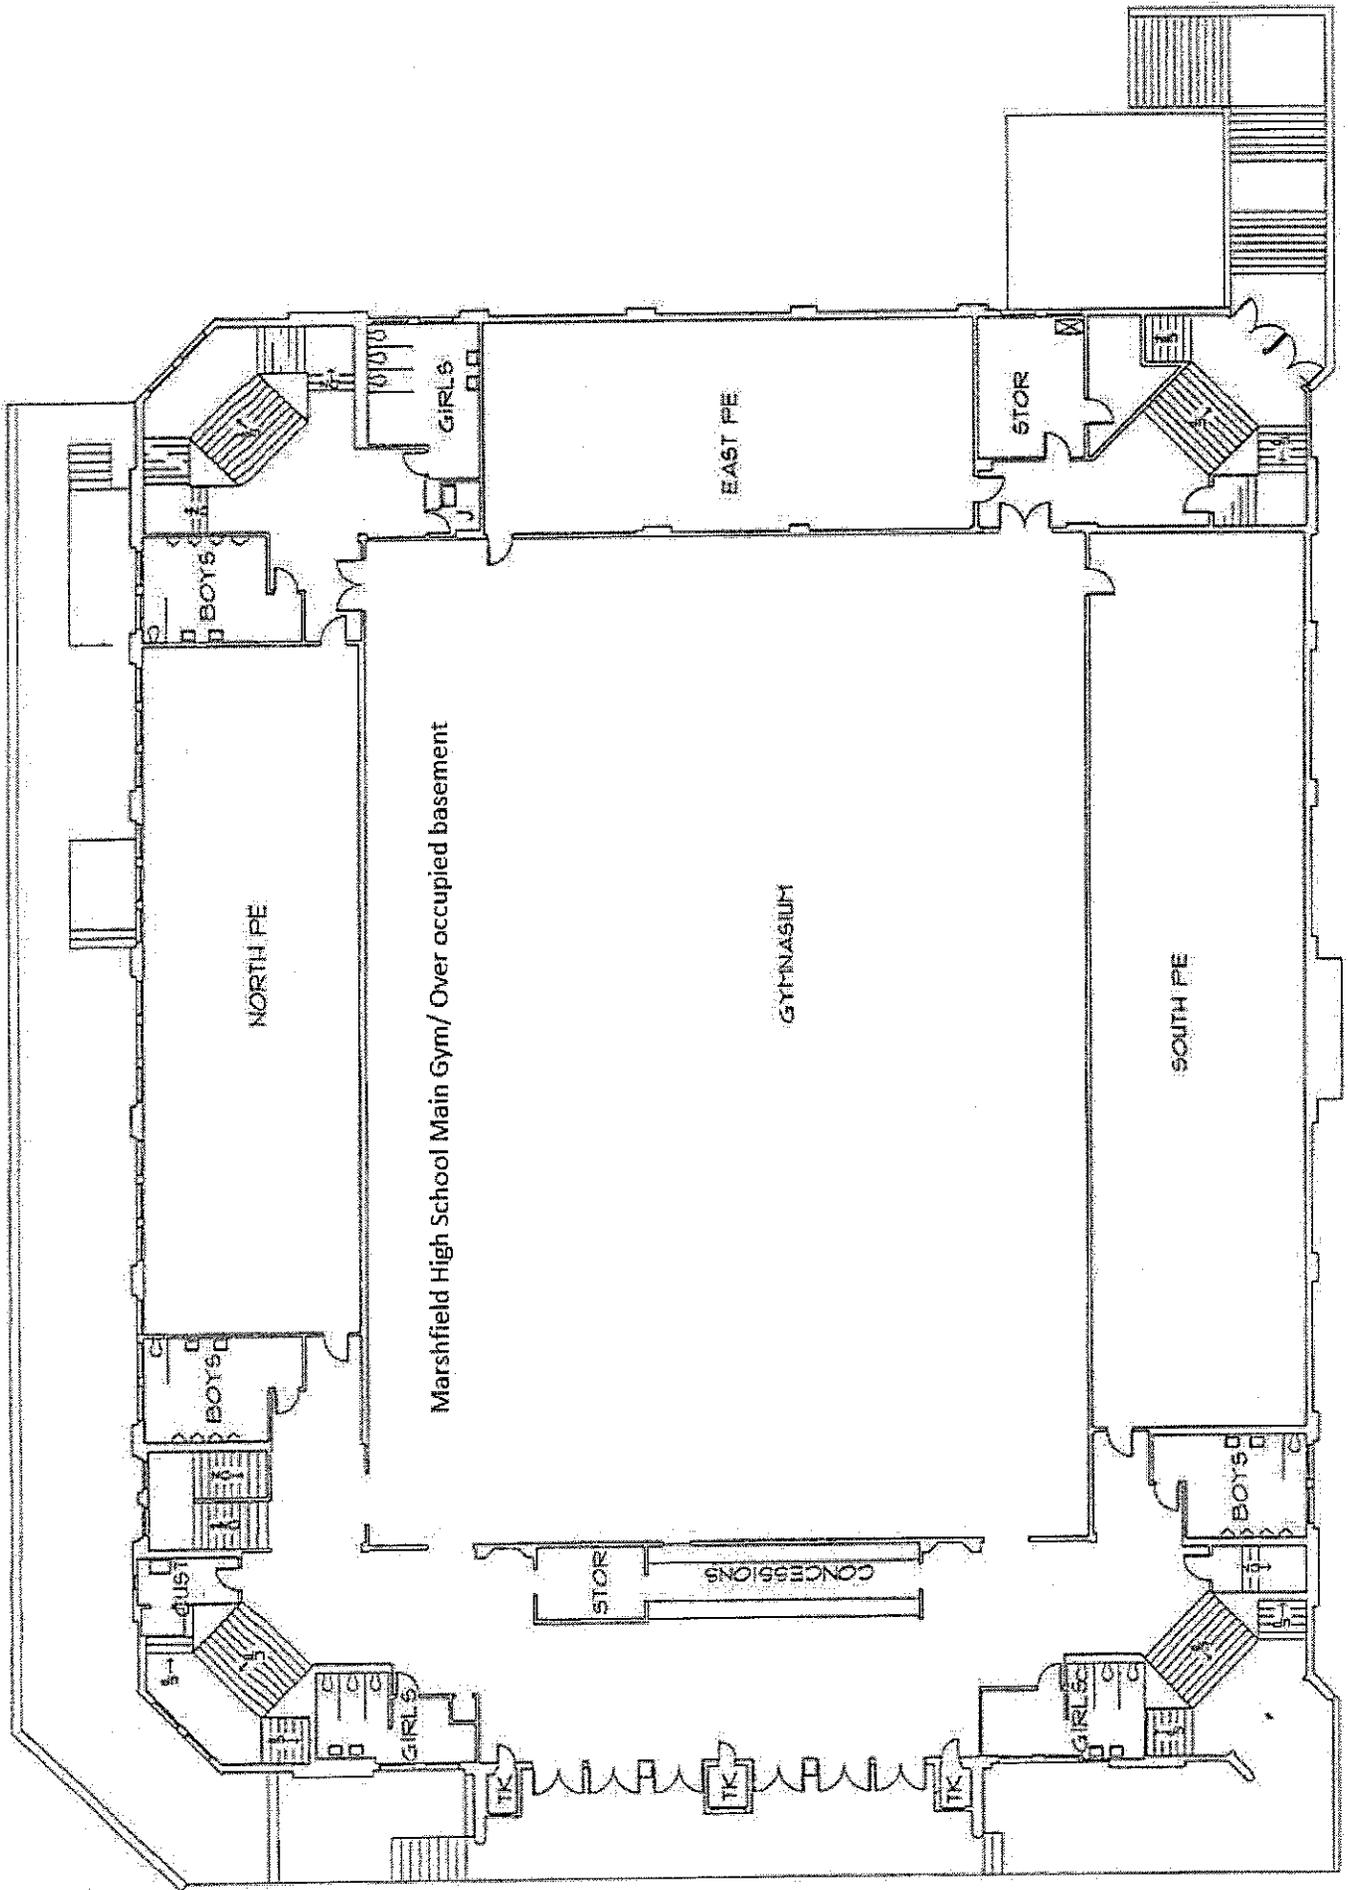 GIRLS
BOYS
EAST PE
STOR
J
NORTH PE
Marshfield High School Main Gym/ Over occupied basement
GYMNASIUM
SOUTH PE
BOYS
BOYS
CUST
STOR
CONCESSIONS
GIRLS
GIRLS
TK
TK
TK